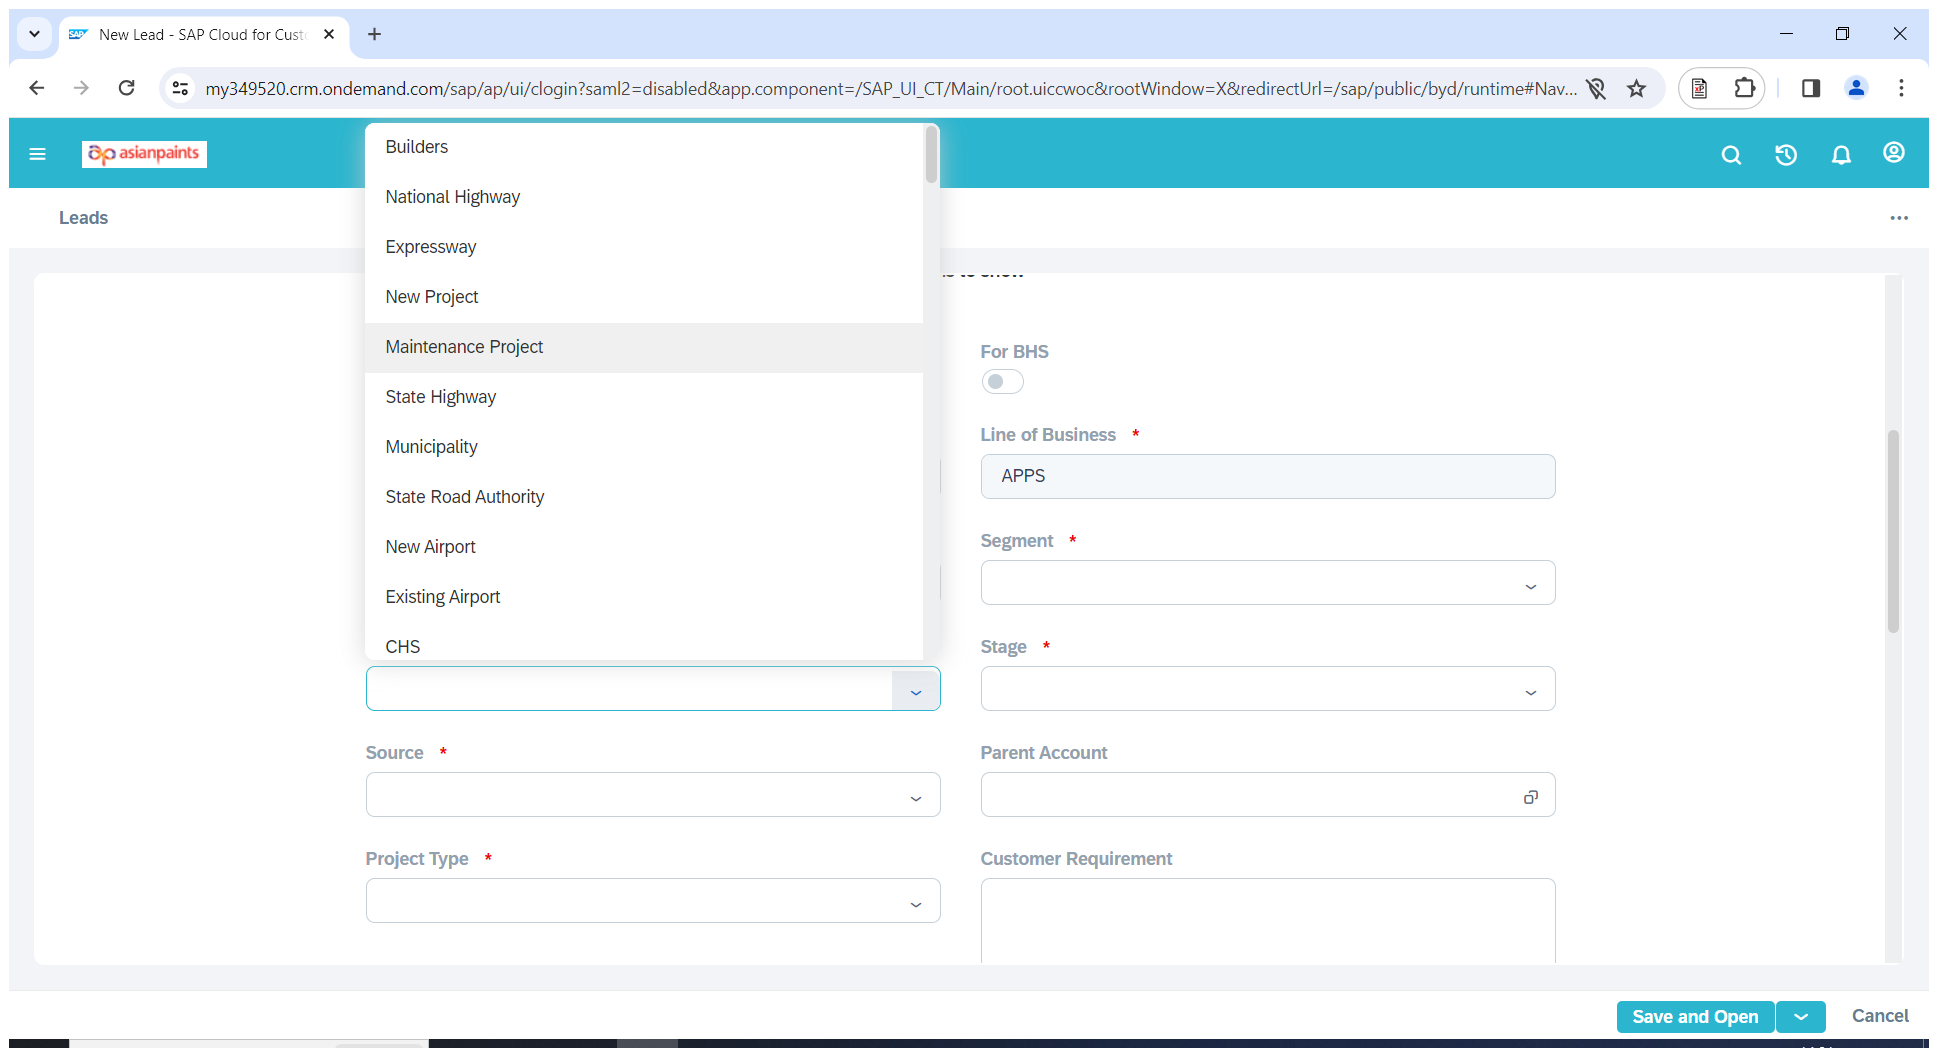 New Lead - SAP Cloud for Cust
my349520.crm.ondemand.com/sap/ap/ui/clogin?saml2=disabled&app.component=/SAP_UI_CT/Main/root.uiccwoc&rootWindow=X&redirectUrl=/sap/public/byd/runtime#Nav...
asianpaints
Leads
Builders
National Highway
Expressway
New Project
Maintenance Project
State Highway
Municipality
State Road Authority
New Airport
Existing Airport
CHS
to show
For BHS
Line of Business *
APPS
Segment *
Stage *
Source *
Parent Account
Project Type *
Customer Requirement
Save and Open
Cancel